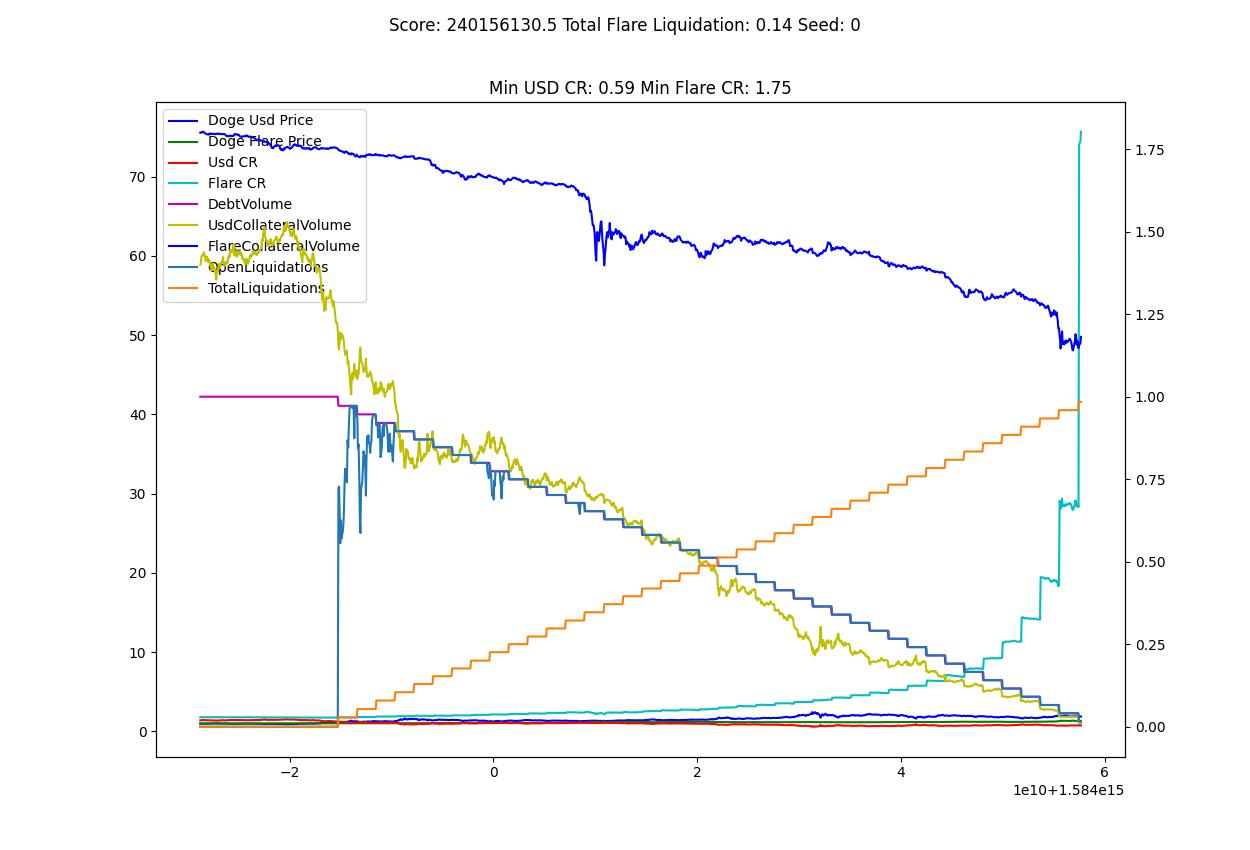 Score: 240156130.5 Total Flare Liquidation: 0.14 Seed: 0
Min USD CR: 0.59 Min Flare CR: 1.75
Doge Usd Price
Doge Flare Price
Usd CR
Flare CR
DebtVolume
UsdCollateralVolume
FlareCollateralVolume
OpenLiquidations
TotalLiquidations
70
60
50
40
30
20
10
0
1.75
1.50
1.25
1.00
0.75
0.50
0.25
0.00
−2
0
2
4
6
1e10+1.584e15